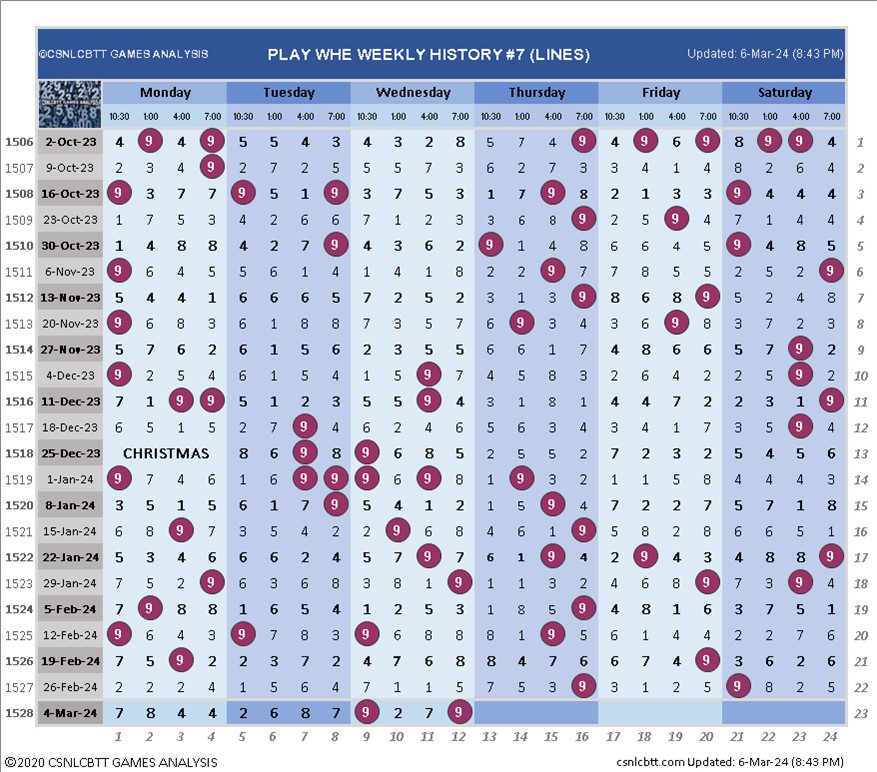 ©CSNLCBTT GAMES ANALYSIS PLAY WHE WEEKLY HISTORY #7 (LINES) Updated: 6-Mar-24 (8:43 PM)
Monday Tuesday Wednesday Thursday Friday Saturday
10:30 1:00 4:00 7:00 10:30 1:00 4:00 7:00 10:30 1:00 4:00 7:00 10:30 1:00 4:00 7:00 10:30 1:00 4:00 7:00 10:30 1:00 4:00 7:00
1506 2-Oct-23 4 9 4 9 5 5 4 3 4 3 2 8 5 7 4 9 4 9 6 9 8 9 9 4 1
1507 9-Oct-23 2 3 4 9 2 7 2 5 5 5 7 3 6 2 7 3 3 4 1 4 8 2 6 4 2
1508 16-Oct-23 9 3 7 7 9 5 1 9 3 7 5 3 1 7 9 8 2 1 3 3 9 4 4 4 3
1509 23-Oct-23 1 7 5 3 4 2 6 6 7 1 2 3 3 6 8 9 2 5 9 4 7 1 4 4 4
1510 30-Oct-23 1 4 8 8 4 2 7 9 4 3 6 2 9 1 4 8 6 6 4 5 9 4 8 5 5
1511 6-Nov-23 9 6 4 5 5 6 1 4 1 4 1 8 2 2 9 7 7 8 5 5 2 5 2 9 6
1512 13-Nov-23 5 4 4 1 6 6 6 5 7 2 5 2 3 1 3 9 8 6 8 9 5 2 4 8 7
1513 20-Nov-23 9 6 8 3 6 1 8 8 7 3 5 7 6 9 3 4 3 6 9 8 3 7 2 3 8
1514 27-Nov-23 5 7 6 2 6 1 5 6 2 3 5 5 6 6 1 7 4 8 6 6 5 7 9 2 9
1515 4-Dec-23 9 2 5 4 6 1 5 4 1 5 9 7 4 5 8 3 2 6 4 2 2 5 9 2 10
1516 11-Dec-23 7 1 9 9 5 1 2 3 5 5 9 4 3 1 8 1 4 4 7 2 2 3 1 9 11
1517 18-Dec-23 6 5 1 5 2 7 9 4 2 6 8 2 5 6 3 4 3 4 1 7 3 5 9 4 12
1518 25-Dec-23 CHRISTMAS 8 6 9 8 9 6 8 5 2 5 5 2 7 2 3 2 5 4 5 6 13
1519 1-Jan-24 9 7 4 6 1 6 9 9 9 6 9 8 1 9 3 2 1 1 5 8 4 4 4 3 14
1520 8-Jan-24 3 5 1 5 6 1 7 9 5 4 1 2 1 5 9 4 7 2 2 7 5 7 1 8 15
1521 15-Jan-24 6 8 9 7 3 5 4 2 2 9 6 8 4 3 1 9 5 8 2 8 6 6 5 1 16
1522 22-Jan-24 5 3 4 6 6 6 2 4 5 7 9 7 6 1 9 4 2 9 4 3 4 8 8 9 17
1523 29-Jan-24 7 5 2 9 6 3 6 8 3 8 1 9 1 1 3 2 4 6 8 9 7 3 9 4 18
1524 5-Feb-24 7 9 8 8 1 6 5 4 1 2 5 3 1 8 5 9 4 8 1 6 3 7 5 1 19
1525 12-Feb-24 9 6 4 3 9 7 8 3 9 6 8 8 8 1 9 5 6 1 4 4 2 2 7 6 20
1526 19-Feb-24 7 5 9 2 2 3 7 2 4 7 6 8 8 4 7 6 6 7 4 9 3 6 2 6 21
1527 26-Feb-24 2 2 2 4 1 5 6 4 7 1 1 5 7 5 3 9 3 1 2 5 9 8 2 5 22
1528 4-Mar-24 7 8 4 4 2 6 8 7 9 2 7 9 23
1 2 3 4 5 6 7 8 9 10 11 12 13 14 15 16 17 18 19 20 21 22 23 24
©2020 CSNLCBTT GAMES ANALYSIS csnlcbtt.com Updated: 6-Mar-24 (8:43 PM)